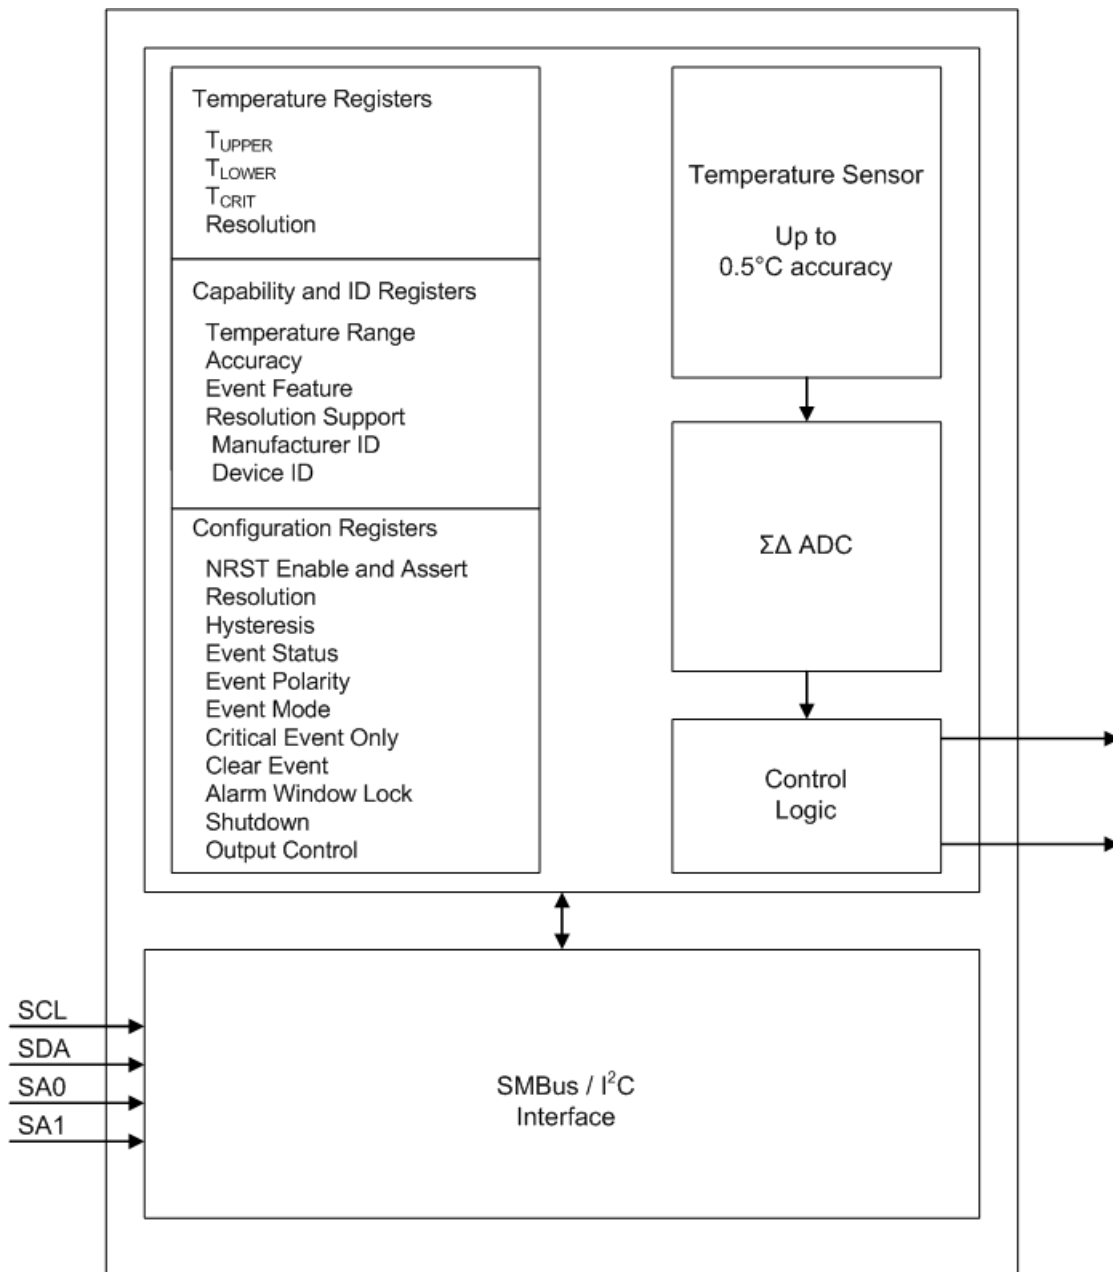 Temperature Registers
T_UPPER
T_LOWER
T_CRIT
Resolution
Capability and ID Registers
Temperature Range
Accuracy
Event Feature
Resolution Support
Manufacturer ID
Device ID
Configuration Registers
NRST Enable and Assert
Resolution
Hysteresis
Event Status
Event Polarity
Event Mode
Critical Event Only
Clear Event
Alarm Window Lock
Shutdown
Output Control
Temperature Sensor
Up to
0.5°C accuracy
ΣΔ ADC
Control
Logic
SCL
SDA
SA0
SA1
SMBus / I²C
Interface